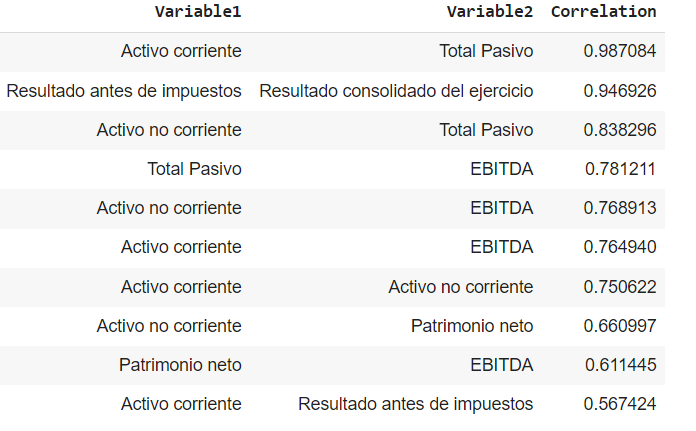 Variable1 Variable2 Correlation
Activo corriente Total Pasivo 0.987084
Resultado antes de impuestos Resultado consolidado del ejercicio 0.946926
Activo no corriente Total Pasivo 0.838296
Total Pasivo EBITDA 0.781211
Activo no corriente EBITDA 0.768913
Activo corriente EBITDA 0.764940
Activo corriente Activo no corriente 0.750622
Activo no corriente Patrimonio neto 0.660997
Patrimonio neto EBITDA 0.611445
Activo corriente Resultado antes de impuestos 0.567424